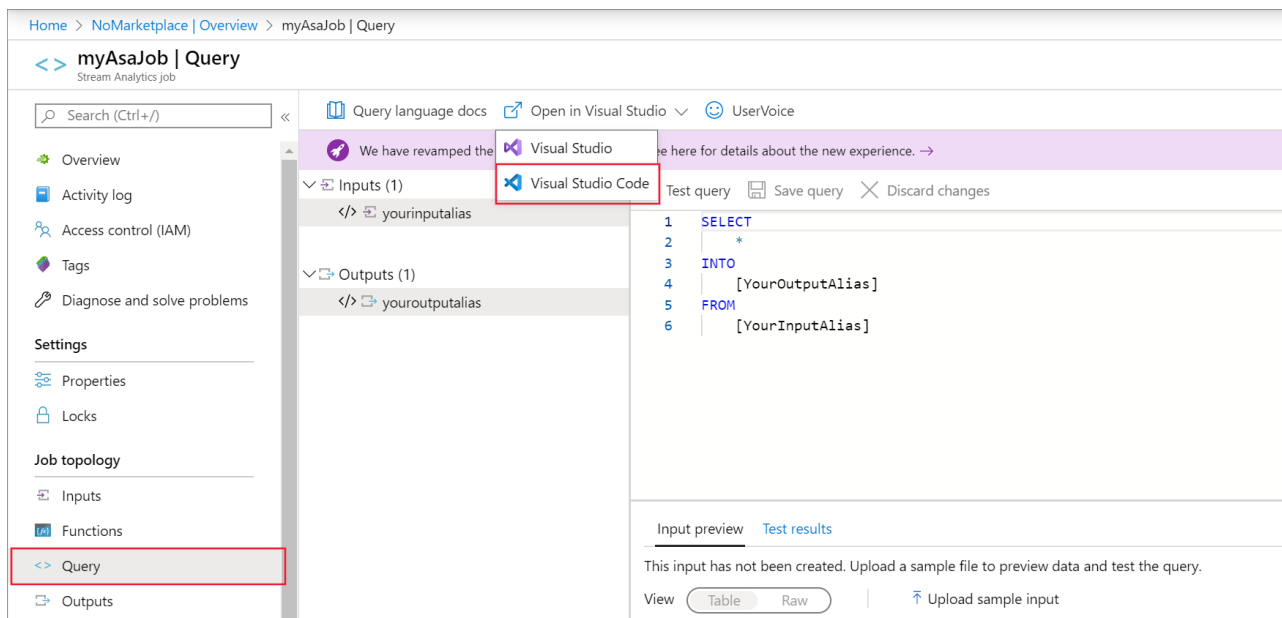 Home > NoMarketplace | Overview > myAsaJob | Query
<> myAsaJob | Query
Stream Analytics job
Search (Ctrl+/)
«
Overview
Activity log
Access control (IAM)
Tags
Diagnose and solve problems
Settings
Properties
Locks
Job topology
Inputs
Functions
<> Query
Outputs
Query language docs Open in Visual Studio UserVoice
Visual Studio
Visual Studio Code
We have revamped the
e here for details about the new experience. →
Inputs (1)
</> yourinputalias
Outputs (1)
</> youroutputalias
Test query Save query Discard changes
1 SELECT
2 *
3 INTO
4 [YourOutputAlias]
5 FROM
6 [YourInputAlias]
Input preview Test results
This input has not been created. Upload a sample file to preview data and test the query.
View Table Raw Upload sample input